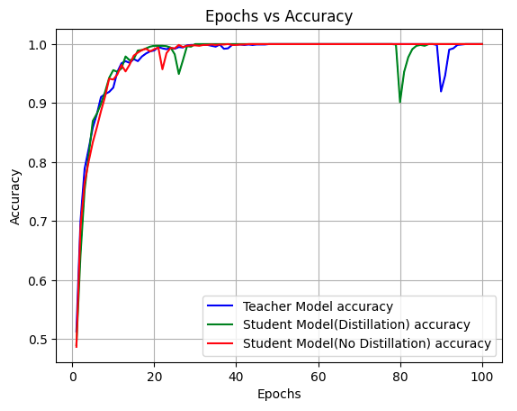 Epochs vs Accuracy
1.0
0.9
0.8
0.7
0.6
0.5
Accuracy
Teacher Model accuracy
Student Model(Distillation) accuracy
Student Model(No Distillation) accuracy
0 20 40 60 80 100
Epochs